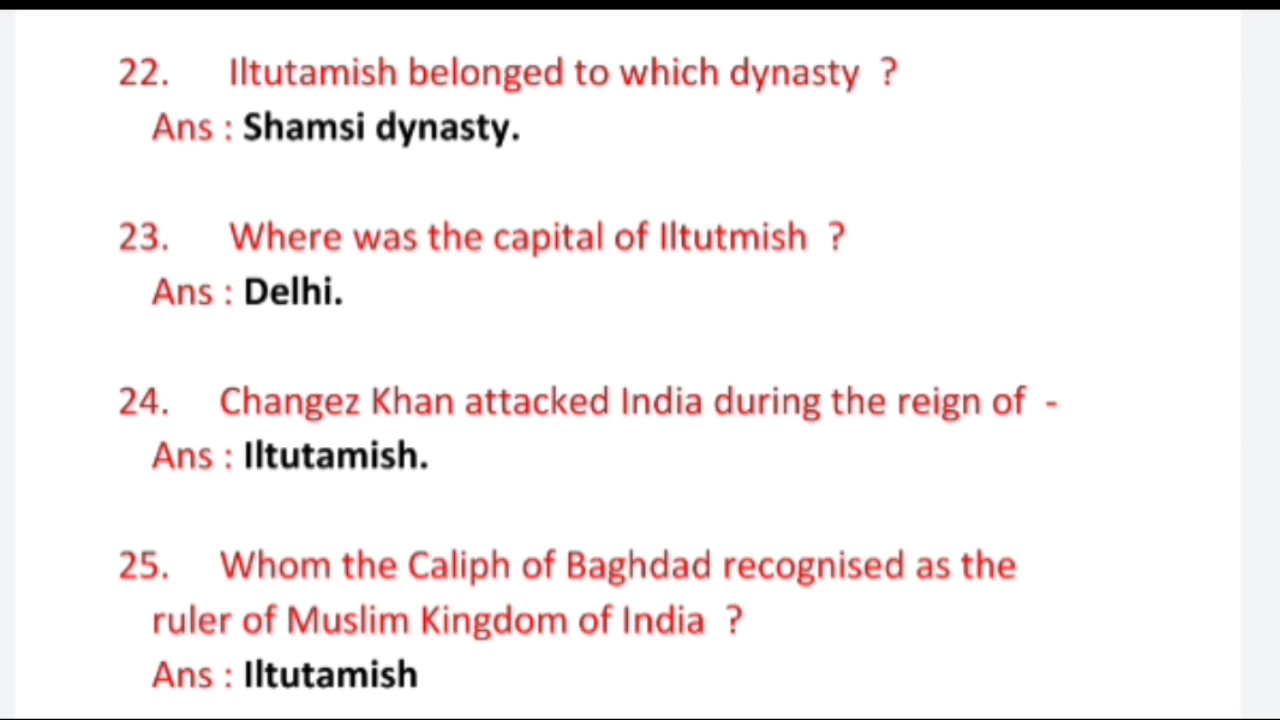 22. Iltutamish belonged to which dynasty ?
Ans : Shamsi dynasty.
23. Where was the capital of Iltutmish ?
Ans : Delhi.
24. Changez Khan attacked India during the reign of -
Ans : Iltutamish.
25. Whom the Caliph of Baghdad recognised as the
ruler of Muslim Kingdom of India ?
Ans : Iltutamish